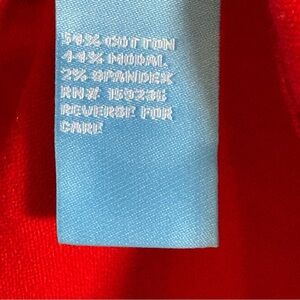 54% COTTON
44% MODAL
2% SPANDEX
RN# 159236
REVERSE FOR
CARE